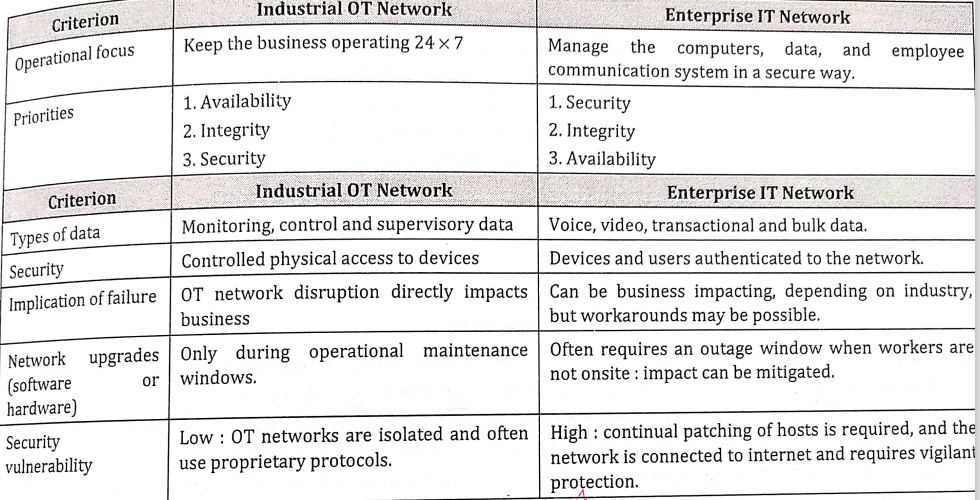 Criterion
Industrial OT Network
Enterprise IT Network
Operational focus
Keep the business operating 24 × 7
Manage the computers, data, and employee
communication system in a secure way.
Priorities
1. Availability
2. Integrity
3. Security
1. Security
2. Integrity
3. Availability
Criterion
Industrial OT Network
Enterprise IT Network
Types of data
Monitoring, control and supervisory data
Voice, video, transactional and bulk data.
Security
Controlled physical access to devices
Devices and users authenticated to the network.
Implication of failure
OT network disruption directly impacts
business
Can be business impacting, depending on industry,
but workarounds may be possible.
Network upgrades
(software or
hardware)
Only during operational maintenance
windows.
Often requires an outage window when workers are
not onsite : impact can be mitigated.
Security
vulnerability
Low : OT networks are isolated and often
use proprietary protocols.
High : continual patching of hosts is required, and the
network is connected to internet and requires vigilant
protection.